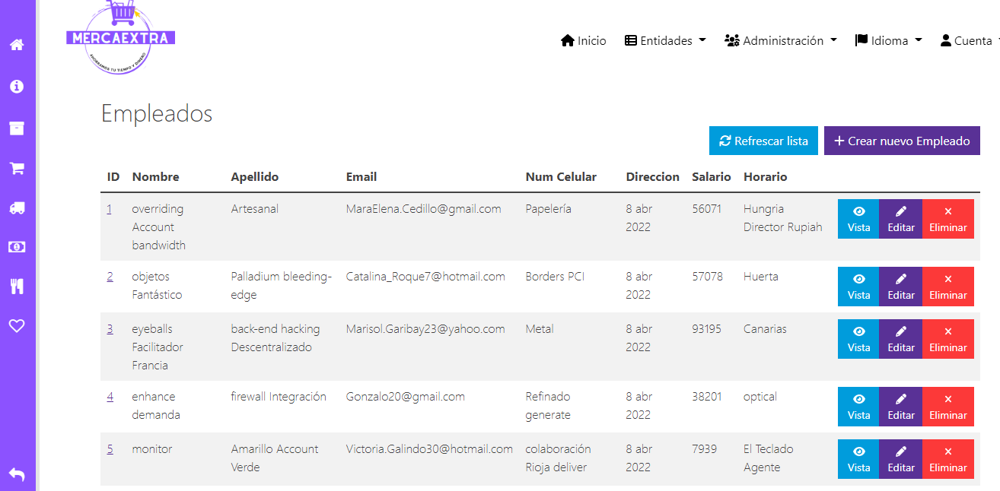 MERCAEXTRA
AHORRAMOS TU TIEMPO Y DINERO
Inicio Entidades Administración Idioma Cuenta
Empleados
Refrescar lista + Crear nuevo Empleado
ID Nombre Apellido Email Num Celular Direccion Salario Horario
1 overriding Artesanal MaraElena.Cedillo@gmail.com Papelería 8 abr 56071 Hungria
Account 2022 Director Rupiah
bandwidth
Vista Editar Eliminar
2 objetos Palladium bleeding- Catalina_Roque7@hotmail.com Borders PCI 8 abr 57078 Huerta
Fantástico edge 2022
Vista Editar Eliminar
3 eyeballs back-end hacking Marisol.Garibay23@yahoo.com Metal 8 abr 93195 Canarias
Facilitador Descentralizado 2022
Francia
Vista Editar Eliminar
4 enhance firewall Integración Gonzalo20@gmail.com Refinado 8 abr 38201 optical
demanda generate 2022
Vista Editar Eliminar
5 monitor Amarillo Account Victoria.Galindo30@hotmail.com colaboración 8 abr 7939 El Teclado
Verde Rioja deliver 2022 Agente
Vista Editar Eliminar